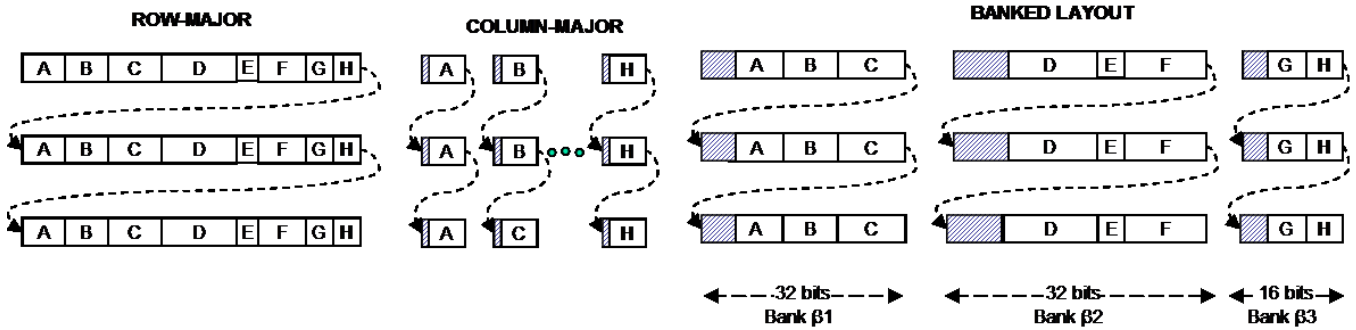 ROW-MAJOR
COLUMN-MAJOR
BANKED LAYOUT
A B C D E F G H
A B H
A B C
D E F
G H
A B C D E F G H
A B H
A B C
D E F
G H
A B C D E F G H
A C H
A B C
D E F
G H
32 bits
32 bits
16 bits
Bank β1
Bank β2
Bank β3